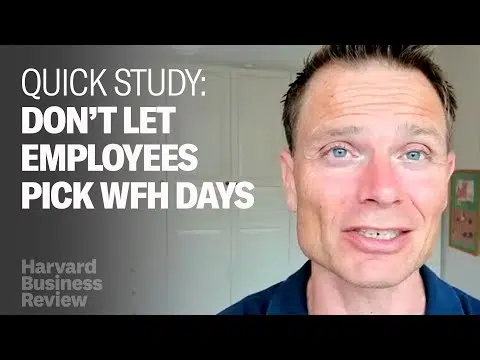 QUICK STUDY:
DON'T LET
EMPLOYEES
PICK WFH DAYS
Harvard
Business
Review